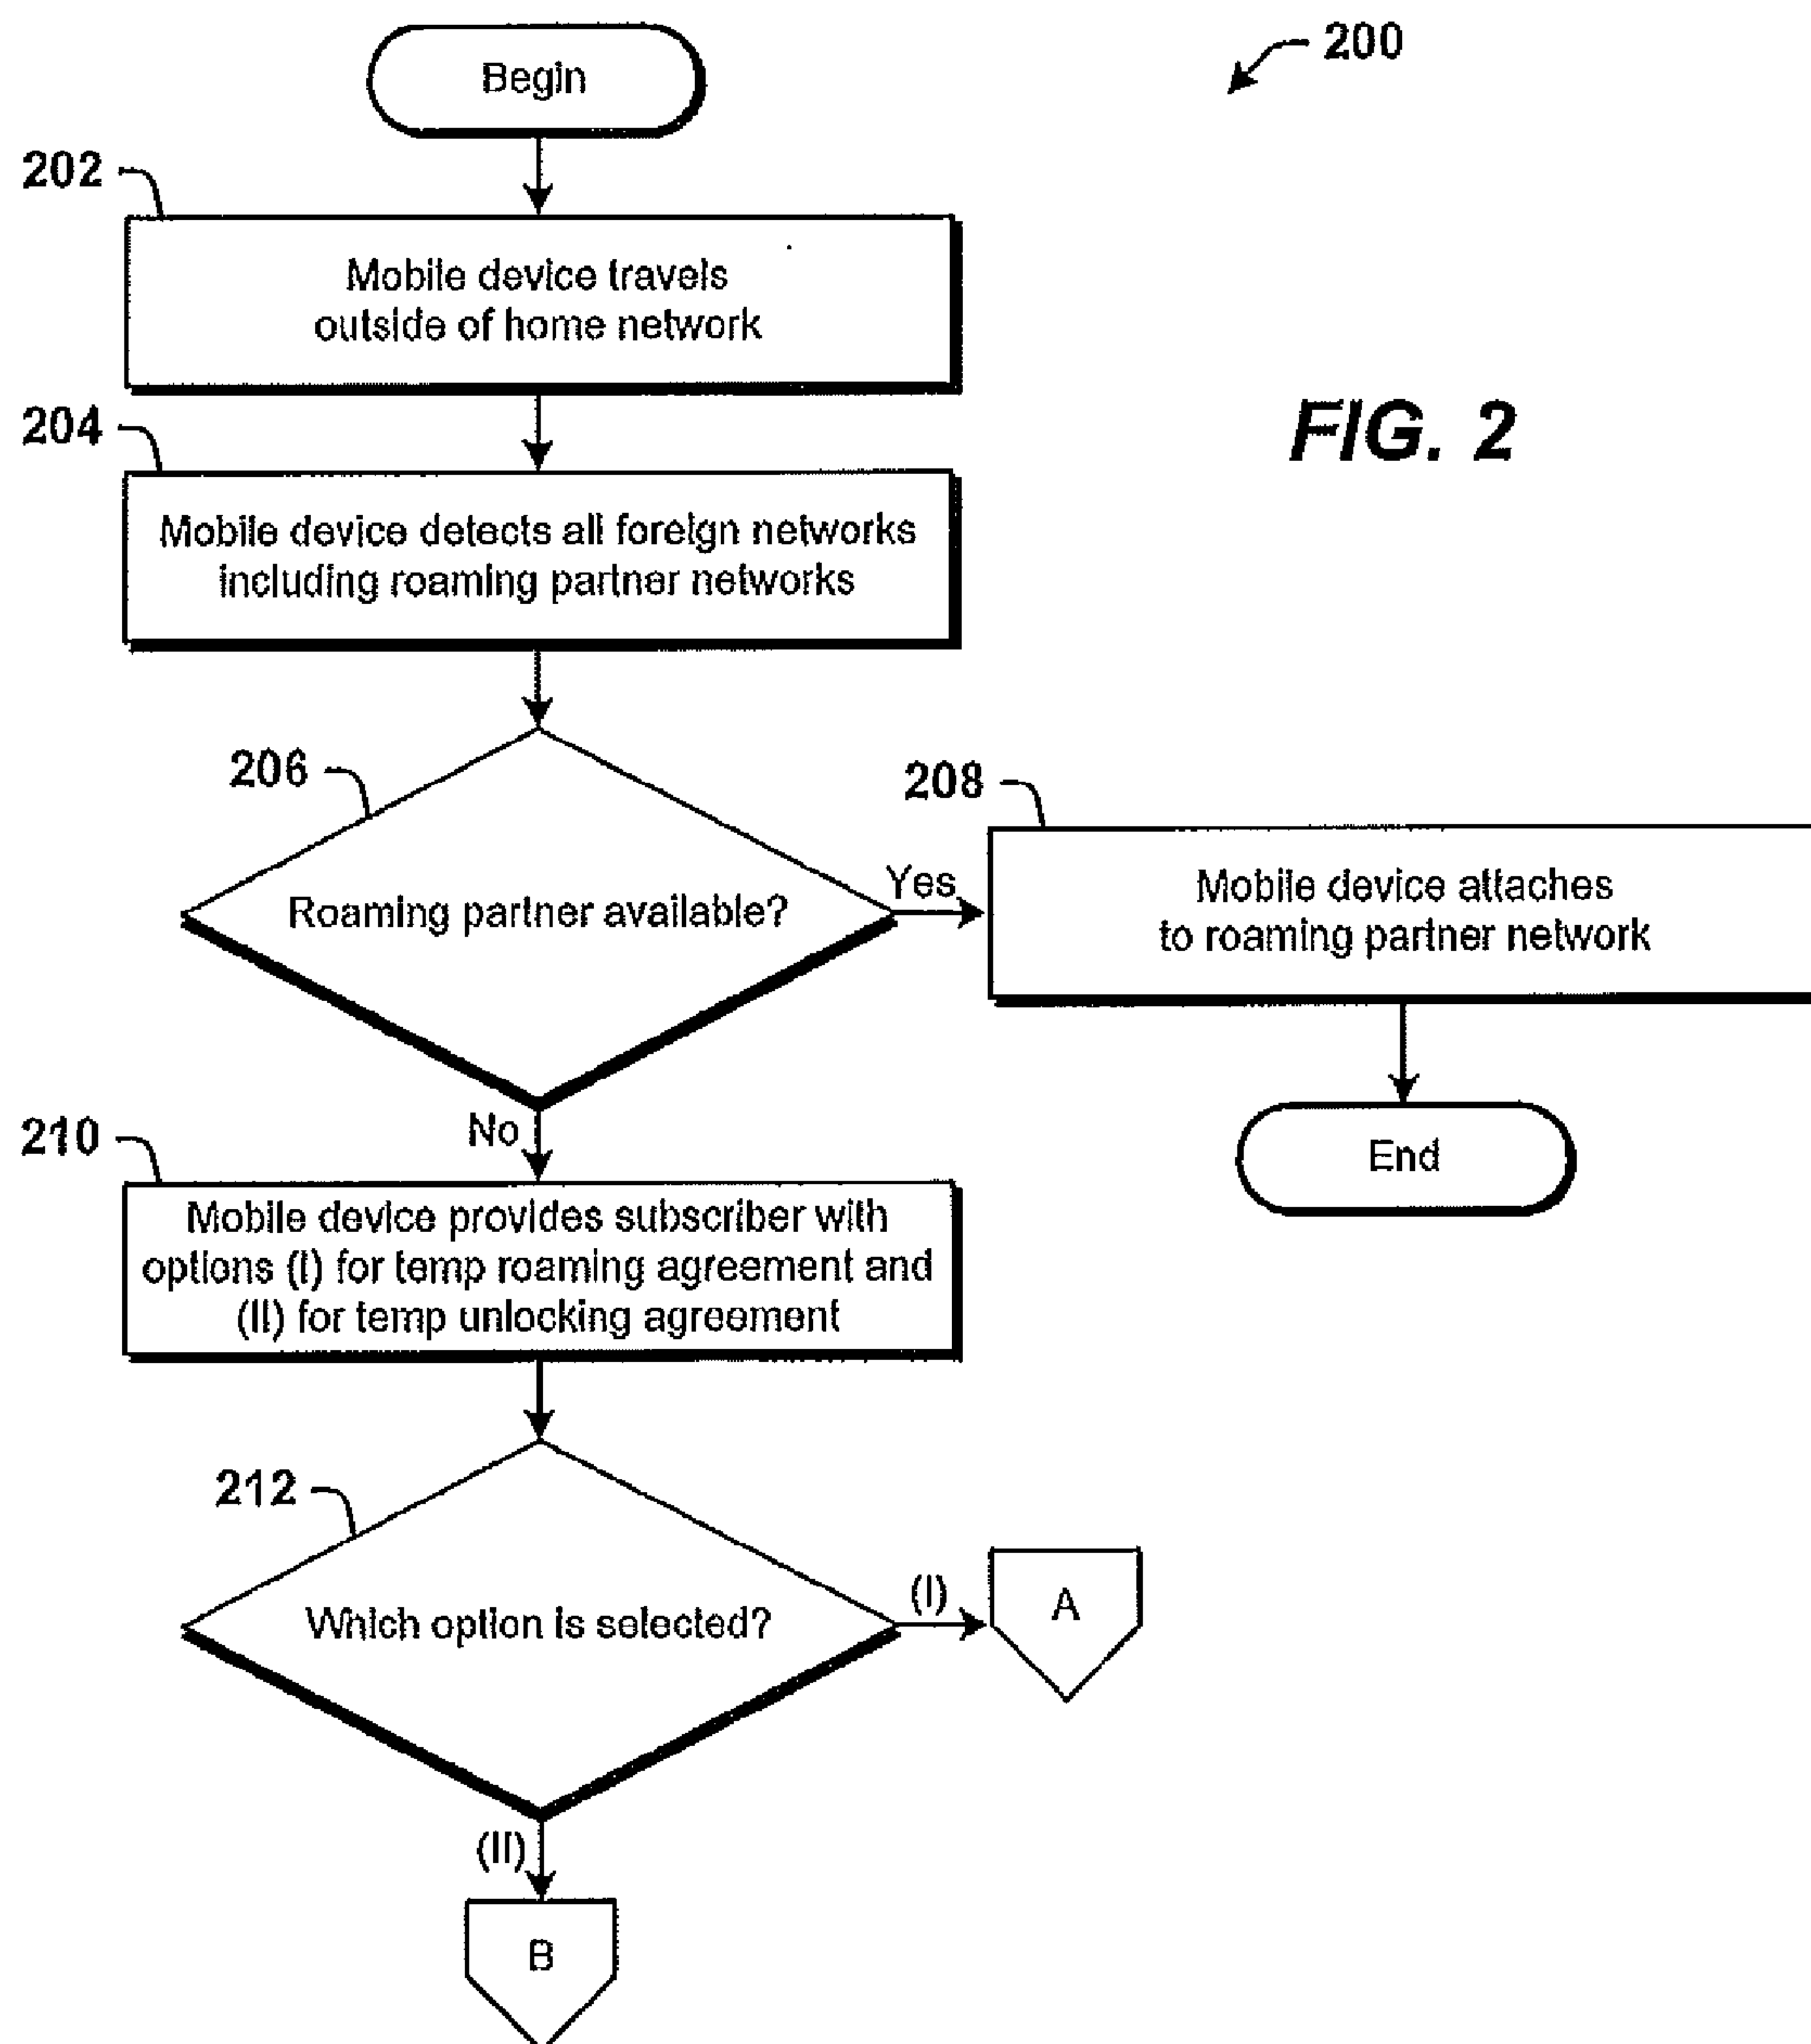 Begin
200
202
Mobile device travels
outside of home network
FIG. 2
204
Mobile device detects all foreign networks
including roaming partner networks
206
Roaming partner available?
Yes
208
Mobile device attaches
to roaming partner network
End
No
210
Mobile device provides subscriber with
options (I) for temp roaming agreement and
(II) for temp unlocking agreement
212
Which option is selected?
(I)
A
(II)
B